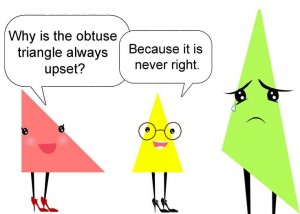 Why is the obtuse
triangle always
upset?
Because it is
never right.